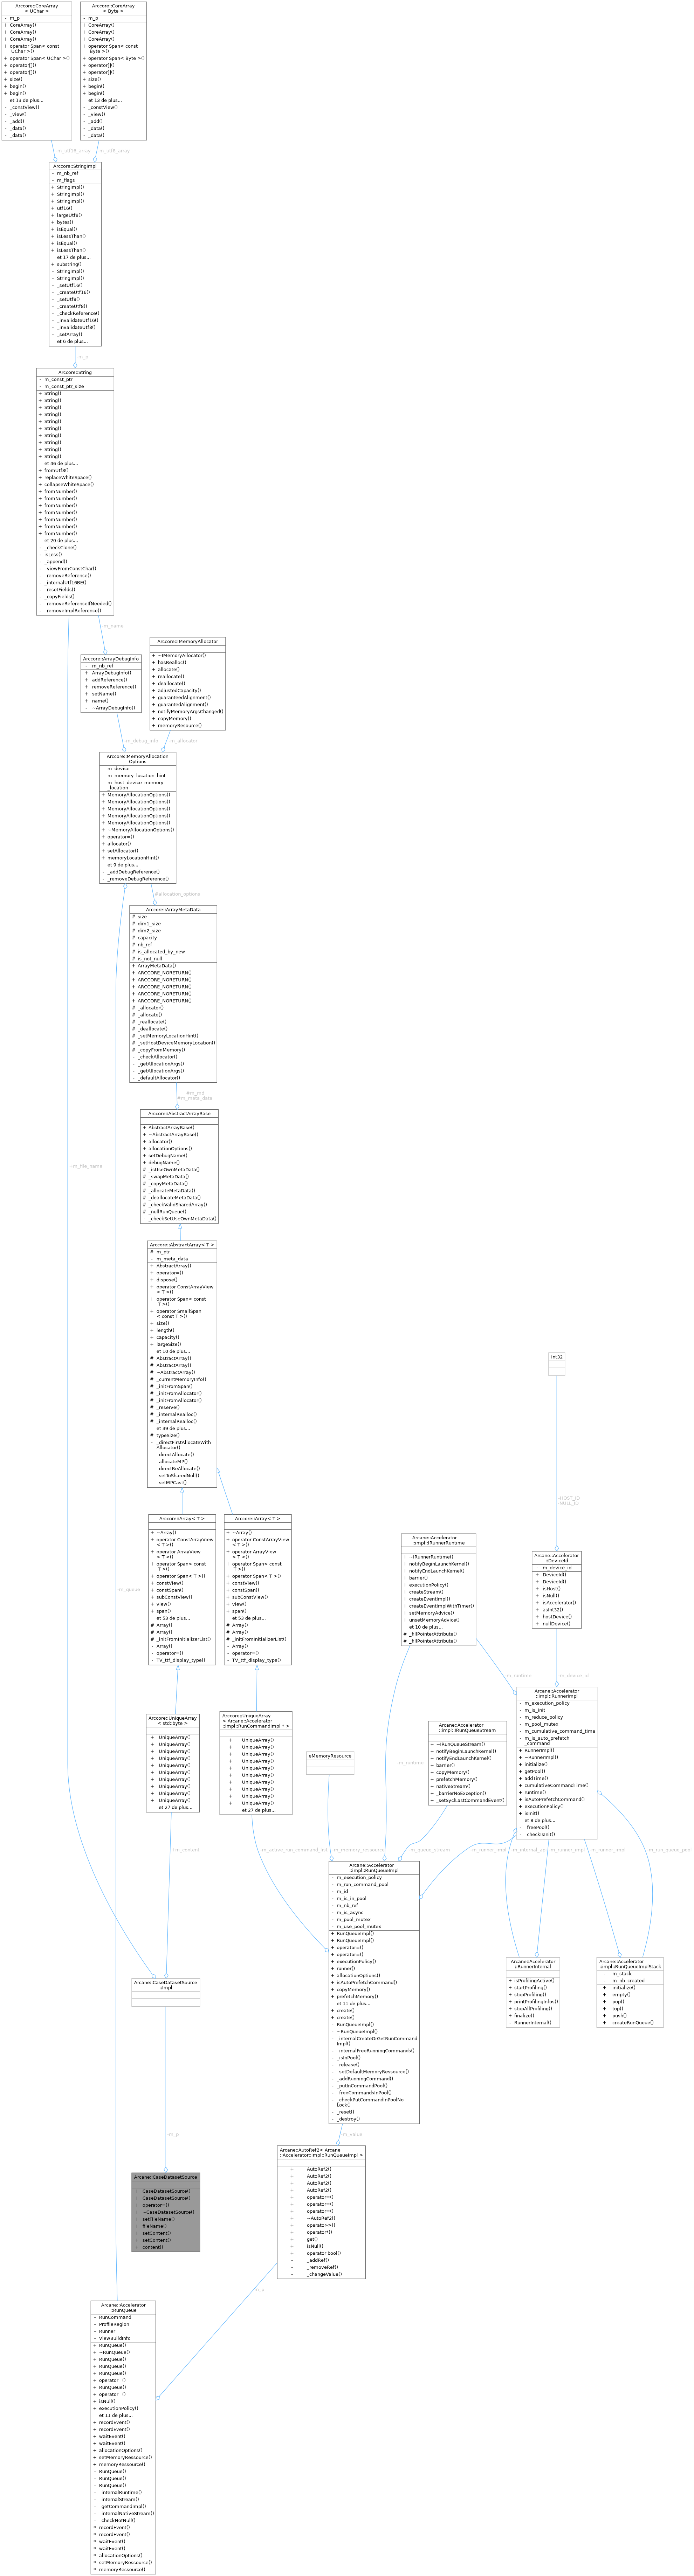 Arccore::CoreArray
< UChar >
- m_p
+ CoreArray()
+ CoreArray()
+ CoreArray()
+ operator Span< const
UChar >()
+ operator Span< UChar >()
+ operator[]()
+ operator[]()
+ size()
+ begin()
+ begin()
et 13 de plus...
- _constView()
- _view()
- _add()
- _data()
- _data()
Arccore::CoreArray
< Byte >
- m_p
+ CoreArray()
+ CoreArray()
+ CoreArray()
+ operator Span< const
Byte >()
+ operator Span< Byte >()
+ operator[]()
+ operator[]()
+ size()
+ begin()
+ begin()
et 13 de plus...
- _constView()
- _view()
- _add()
- _data()
- _data()
-m_utf16_array
-m_utf8_array
Arccore::StringImpl
- m_nb_ref
- m_flags
+ StringImpl()
+ StringImpl()
+ StringImpl()
+ utf16()
+ largeUtf8()
+ bytes()
+ isEqual()
+ isLessThan()
+ isEqual()
+ isLessThan()
et 17 de plus...
+ substring()
- StringImpl()
- StringImpl()
- _setUtf16()
- _createUtf16()
- _setUtf8()
- _createUtf8()
- _checkReference()
- _invalidateUtf16()
- _invalidateUtf8()
- _setArray()
et 6 de plus...
-m_p
Arccore::String
- m_const_ptr
- m_const_ptr_size
+ String()
+ String()
+ String()
+ String()
+ String()
+ String()
+ String()
+ String()
+ String()
+ String()
et 46 de plus...
+ fromUtf8()
+ replaceWhiteSpace()
+ collapseWhiteSpace()
+ fromNumber()
+ fromNumber()
+ fromNumber()
+ fromNumber()
+ fromNumber()
+ fromNumber()
+ fromNumber()
et 20 de plus...
- _checkClone()
- isLess()
- _append()
- _viewFromConstChar()
- _removeReference()
- _internalUtf16BE()
- _resetFields()
- _copyFields()
- _removeReferenceIfNeeded()
- _removeImplReference()
-m_name
Arccore::ArrayDebugInfo
- m_nb_ref
+ ArrayDebugInfo()
+ addReference()
+ removeReference()
+ setName()
+ name()
- ~ArrayDebugInfo()
Arccore::IMemoryAllocator
+ ~IMemoryAllocator()
+ hasRealloc()
+ allocate()
+ reallocate()
+ deallocate()
+ adjustedCapacity()
+ guaranteedAlignment()
+ guarantedAlignment()
+ notifyMemoryArgsChanged()
+ copyMemory()
+ memoryResource()
-m_debug_info
-m_allocator
Arccore::MemoryAllocation
Options
- m_device
- m_memory_location_hint
- m_host_device_memory
_location
+ MemoryAllocationOptions()
+ MemoryAllocationOptions()
+ MemoryAllocationOptions()
+ MemoryAllocationOptions()
+ MemoryAllocationOptions()
+ ~MemoryAllocationOptions()
+ operator=()
+ allocator()
+ setAllocator()
+ memoryLocationHint()
et 9 de plus...
- _addDebugReference()
- _removeDebugReference()
#allocation_options
Arccore::ArrayMetaData
# size
# dim1_size
# dim2_size
# capacity
# nb_ref
# is_allocated_by_new
# is_not_null
+ ArrayMetaData()
+ ARCCORE_NORETURN()
+ ARCCORE_NORETURN()
+ ARCCORE_NORETURN()
+ ARCCORE_NORETURN()
+ ARCCORE_NORETURN()
# _allocator()
# _allocate()
# _reallocate()
# _deallocate()
# _setMemoryLocationHint()
# _setHostDeviceMemoryLocation()
# _copyFromMemory()
- _checkAllocator()
- _getAllocationArgs()
- _getAllocationArgs()
- _defaultAllocator()
#m_md
#m_meta_data
Arccore::AbstractArrayBase
+ AbstractArrayBase()
+ ~AbstractArrayBase()
+ allocator()
+ allocationOptions()
+ setDebugName()
+ debugName()
# _isUseOwnMetaData()
# _swapMetaData()
# _copyMetaData()
# _allocateMetaData()
# _deallocateMetaData()
# _checkValidSharedArray()
# _nullRunQueue()
- _checkSetUseOwnMetaData()
+m_file_name
Arccore::AbstractArray< T >
# m_ptr
- m_meta_data
+ AbstractArray()
+ operator=()
+ dispose()
+ operator ConstArrayView
< T >()
+ operator Span< const
T >()
+ operator SmallSpan
< const T >()
+ size()
+ length()
+ capacity()
+ largeSize()
et 10 de plus...
# AbstractArray()
# AbstractArray()
# ~AbstractArray()
# _currentMemoryInfo()
# _initFromSpan()
# _initFromAllocator()
# _initFromAllocator()
# _reserve()
# _internalRealloc()
# _internalRealloc()
et 39 de plus...
# typeSize()
- _directFirstAllocateWith
Allocator()
- _directAllocate()
- _allocateMP()
- _directReAllocate()
- _setToSharedNull()
- _setMPCast()
Int32
-HOST_ID
-NULL_ID
Arccore::Array< T >
+ ~Array()
+ operator ConstArrayView
< T >()
+ operator ArrayView
< T >()
+ operator Span< const
T >()
+ operator Span< T >()
+ constView()
+ constSpan()
+ subConstView()
+ view()
+ span()
et 53 de plus...
# Array()
# Array()
# _initFromInitializerList()
- Array()
- operator=()
- TV_ttf_display_type()
Arccore::Array< T >
+ ~Array()
+ operator ConstArrayView
< T >()
+ operator ArrayView
< T >()
+ operator Span< const
T >()
+ operator Span< T >()
+ constView()
+ constSpan()
+ subConstView()
+ view()
+ span()
et 53 de plus...
# Array()
# Array()
# _initFromInitializerList()
- Array()
- operator=()
- TV_ttf_display_type()
Arcane::Accelerator
::impl::IRunnerRuntime
+ ~IRunnerRuntime()
+ notifyBeginLaunchKernel()
+ notifyEndLaunchKernel()
+ barrier()
+ executionPolicy()
+ createStream()
+ createEventImpl()
+ createEventImplWithTimer()
+ setMemoryAdvice()
+ unsetMemoryAdvice()
et 10 de plus...
# _fillPointerAttribute()
# _fillPointerAttribute()
Arcane::Accelerator
::DeviceId
- m_device_id
+ DeviceId()
+ DeviceId()
+ isHost()
+ isNull()
+ isAccelerator()
+ asInt32()
+ hostDevice()
+ nullDevice()
-m_queue
-m_runtime
-m_device_id
Arccore::UniqueArray
< std::byte >
+ UniqueArray()
+ UniqueArray()
+ UniqueArray()
+ UniqueArray()
+ UniqueArray()
+ UniqueArray()
+ UniqueArray()
+ UniqueArray()
+ UniqueArray()
+ UniqueArray()
et 27 de plus...
Arccore::UniqueArray
< Arcane::Accelerator
::impl::RunCommandImpl * >
+ UniqueArray()
+ UniqueArray()
+ UniqueArray()
+ UniqueArray()
+ UniqueArray()
+ UniqueArray()
+ UniqueArray()
+ UniqueArray()
+ UniqueArray()
+ UniqueArray()
et 27 de plus...
eMemoryResource
-m_runtime
Arcane::Accelerator
::impl::IRunQueueStream
+ ~IRunQueueStream()
+ notifyBeginLaunchKernel()
+ notifyEndLaunchKernel()
+ barrier()
+ copyMemory()
+ prefetchMemory()
+ nativeStream()
+ _barrierNoException()
+ _setSyclLastCommandEvent()
Arcane::Accelerator
::impl::RunnerImpl
- m_execution_policy
- m_is_init
- m_reduce_policy
- m_pool_mutex
- m_cumulative_command_time
- m_is_auto_prefetch
_command
+ RunnerImpl()
+ ~RunnerImpl()
+ initialize()
+ getPool()
+ addTime()
+ cumulativeCommandTime()
+ runtime()
+ isAutoPrefetchCommand()
+ executionPolicy()
+ isInit()
et 8 de plus...
- _freePool()
- _checkIsInit()
+m_content
-m_active_run_command_list
-m_memory_ressource
-m_queue_stream
-m_runner_impl
-m_internal_api
-m_runner_impl
-m_runner_impl
-m_run_queue_pool
Arcane::Accelerator
::impl::RunQueueImpl
- m_execution_policy
- m_run_command_pool
- m_id
- m_is_in_pool
- m_nb_ref
- m_is_async
- m_pool_mutex
- m_use_pool_mutex
+ RunQueueImpl()
+ RunQueueImpl()
+ operator=()
+ operator=()
+ executionPolicy()
+ runner()
+ allocationOptions()
+ isAutoPrefetchCommand()
+ copyMemory()
+ prefetchMemory()
et 11 de plus...
+ create()
+ create()
- RunQueueImpl()
- ~RunQueueImpl()
- _internalCreateOrGetRunCommand
Impl()
- _internalFreeRunningCommands()
- _isInPool()
- _release()
- _setDefaultMemoryRessource()
- _addRunningCommand()
- _putInCommandPool()
- _freeCommandsInPool()
- _checkPutCommandInPoolNo
Lock()
- _reset()
- _destroy()
Arcane::Accelerator
::RunnerInternal
+ isProfilingActive()
+ startProfiling()
+ stopProfiling()
+ printProfilingInfos()
+ stopAllProfiling()
+ finalize()
- RunnerInternal()
Arcane::Accelerator
::impl::RunQueueImplStack
- m_stack
- m_nb_created
+ initialize()
+ empty()
+ pop()
+ top()
+ push()
+ createRunQueue()
Arcane::CaseDatasetSource
::Impl
-m_p
-m_value
Arcane::CaseDatasetSource
+ CaseDatasetSource()
+ CaseDatasetSource()
+ operator=()
+ ~CaseDatasetSource()
+ setFileName()
+ fileName()
+ setContent()
+ setContent()
+ content()
Arcane::AutoRef2< Arcane
::Accelerator::impl::RunQueueImpl >
+ AutoRef2()
+ AutoRef2()
+ AutoRef2()
+ AutoRef2()
+ operator=()
+ operator=()
+ operator=()
+ ~AutoRef2()
+ operator->()
+ operator*()
+ get()
+ isNull()
+ operator bool()
- _addRef()
- _removeRef()
- _changeValue()
-m_p
Arcane::Accelerator
::RunQueue
- RunCommand
- ProfileRegion
- Runner
- ViewBuildInfo
+ RunQueue()
+ ~RunQueue()
+ RunQueue()
+ RunQueue()
+ RunQueue()
+ operator=()
+ RunQueue()
+ operator=()
+ isNull()
+ executionPolicy()
et 11 de plus...
+ recordEvent()
+ recordEvent()
+ waitEvent()
+ waitEvent()
+ allocationOptions()
+ setMemoryRessource()
+ memoryRessource()
- RunQueue()
- RunQueue()
- RunQueue()
- _internalRuntime()
- _internalStream()
- _getCommandImpl()
- _internalNativeStream()
- _checkNotNull()
* recordEvent()
* recordEvent()
* waitEvent()
* waitEvent()
* allocationOptions()
* setMemoryRessource()
* memoryRessource()